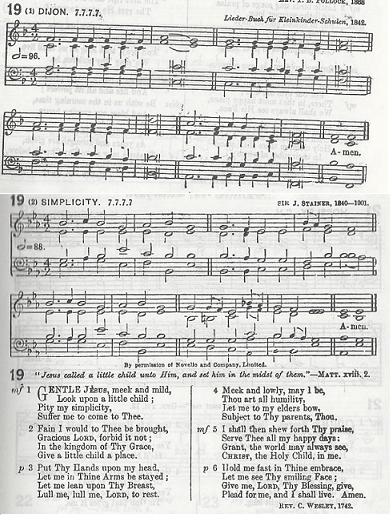 REV. T. B. POLLOCK, 1868
19 (1) DIJON. 7.7.7.7.
Lieder-Buch für Kleinkinder-Schulen, 1842.
=96.
A-men.
19 (2) SIMPLICITY. 7.7.7.7
SIR J. STAINER, 1840—1901.
=88.
A-men.
By permission of Novello and Company, Limited.
19 "Jesus called a little child unto Him, and set him in the midst of them."—MATT. xviii. 2.
mf 1 GENTLE JESUS, meek and mild,
Look upon a little child;
Pity my simplicity,
Suffer me to come to Thee.
2 Fain I would to Thee be brought,
Gracious LORD, forbid it not;
In the kingdom of Thy Grace,
Give a little child a place.
p 3 Put Thy Hands upon my head,
Let me in Thine Arms be stayed;
Let me lean upon Thy Breast,
Lull me, lull me, LORD, to rest.
4 Meek and lowly, may I be,
Thou art all humility,
Let me to my elders bow,
Subject to Thy parents, Thou.
mf 5 I shall then shew forth Thy praise,
Serve Thee all my happy days:
Grant, the world may always see,
CHRIST, the Holy Child, in me.
p 6 Hold me fast in Thine embrace,
Let me see Thy smiling Face;
Give me, LORD, Thy Blessing, give,
Plead for me, and I shall live. Amen.
REV. C. WESLEY, 1742.